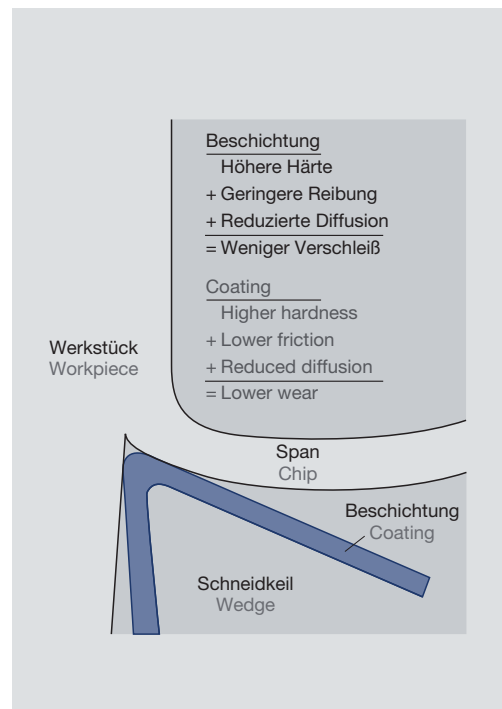 Beschichtung
Höhere Härte
+ Geringere Reibung
+ Reduzierte Diffusion
= Weniger Verschleiß
Coating
Higher hardness
+ Lower friction
+ Reduced diffusion
= Lower wear
Werkstück
Workpiece
Span
Chip
Beschichtung
Coating
Schneidkeil
Wedge